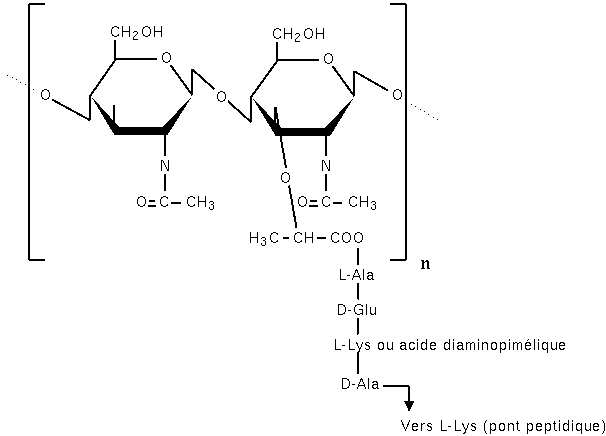 CH2OH CH2OH
O O
O O O
N N
O=C–CH3 O O=C–CH3
H3C–CH–COO
n
L-Ala
D-Glu
L-Lys ou acide diaminopimélique
D-Ala
Vers L-Lys (pont peptidique)